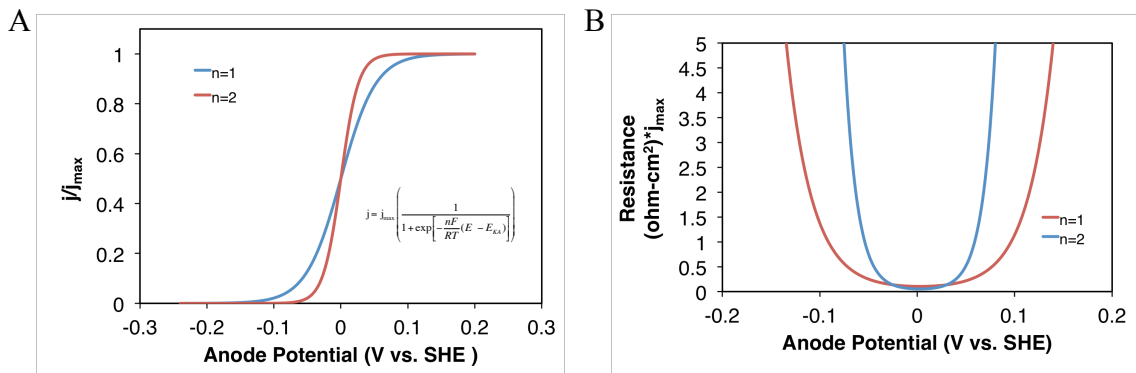 A
1
0.8
0.6
0.4
0.2
0
j/jmax
n=1
n=2
j = jmax(1/(1+exp[-nF/RT(E - EKA)]))
-0.3
-0.2
-0.1
0
0.1
0.2
0.3
Anode Potential (V vs. SHE )
B
5
4.5
4
3.5
3
2.5
2
1.5
1
0.5
0
Resistance
(ohm-cm²)*jmax
n=1
n=2
-0.2
-0.1
0
0.1
0.2
Anode Potential (V vs. SHE)